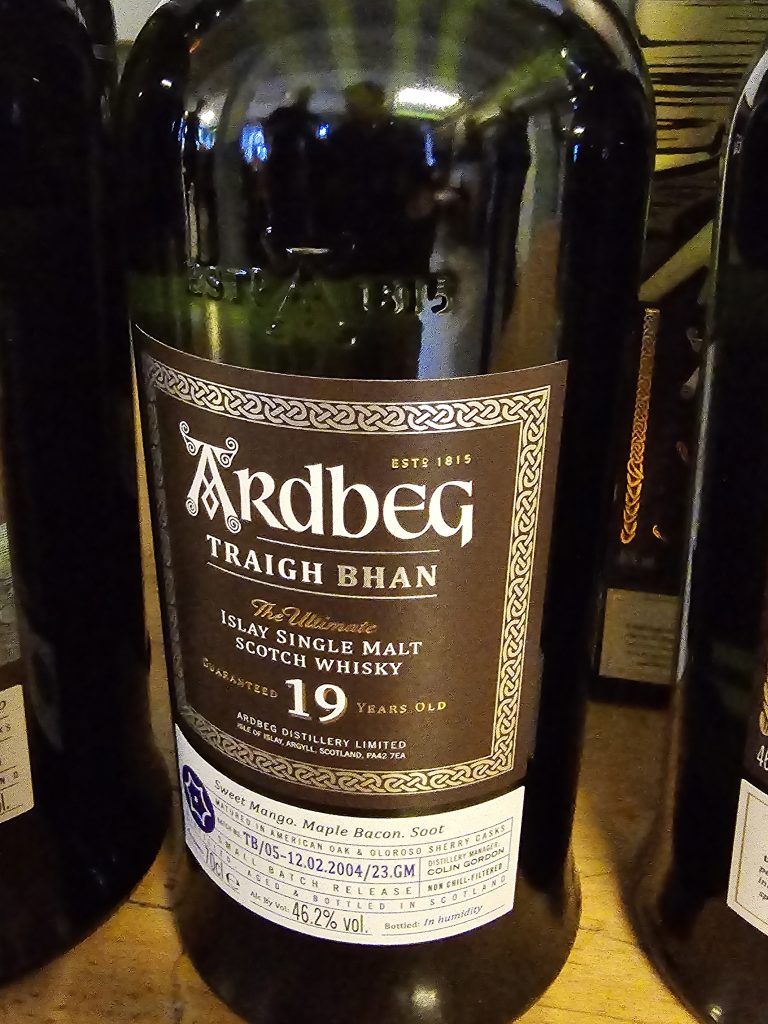 ESTD 1815
ESTD 1815
ARDBEG
TRAIGH BHAN
The Ultimate
ISLAY SINGLE MALT
SCOTCH WHISKY
GUARANTEED 19 YEARS OLD
ARDBEG DISTILLERY LIMITED
ISLE OF ISLAY, ARGYLL, SCOTLAND, PA42 7EA
Sweet Mango. Maple Bacon. Soot
MATURED IN AMERICAN OAK & OLOROSO SHERRY CASKS
TB/05-12.02.2004/23.GM
DISTILLERY MANAGER:
COLIN GORDON
SMALL BATCH RELEASE
NON CHILL-FILTERED
AGED & BOTTLED IN SCOTLAND
70cl e
Alc By Vol: 46.2% vol.
Bottled: In humidity
46